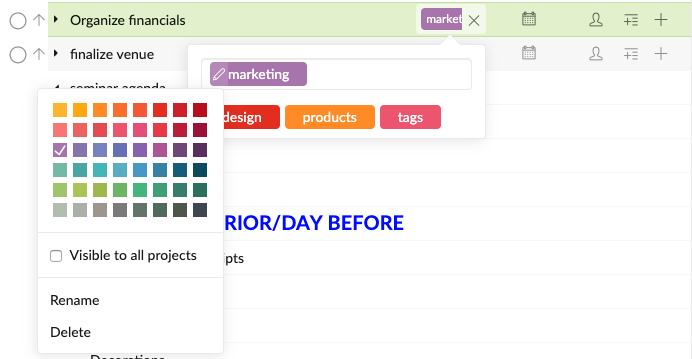 Organize financials market
finalize venue
marketing
seminar agenda
design products tags
RIOR/DAY BEFORE
Visible to all projects
pts
Rename
Delete
Decorations